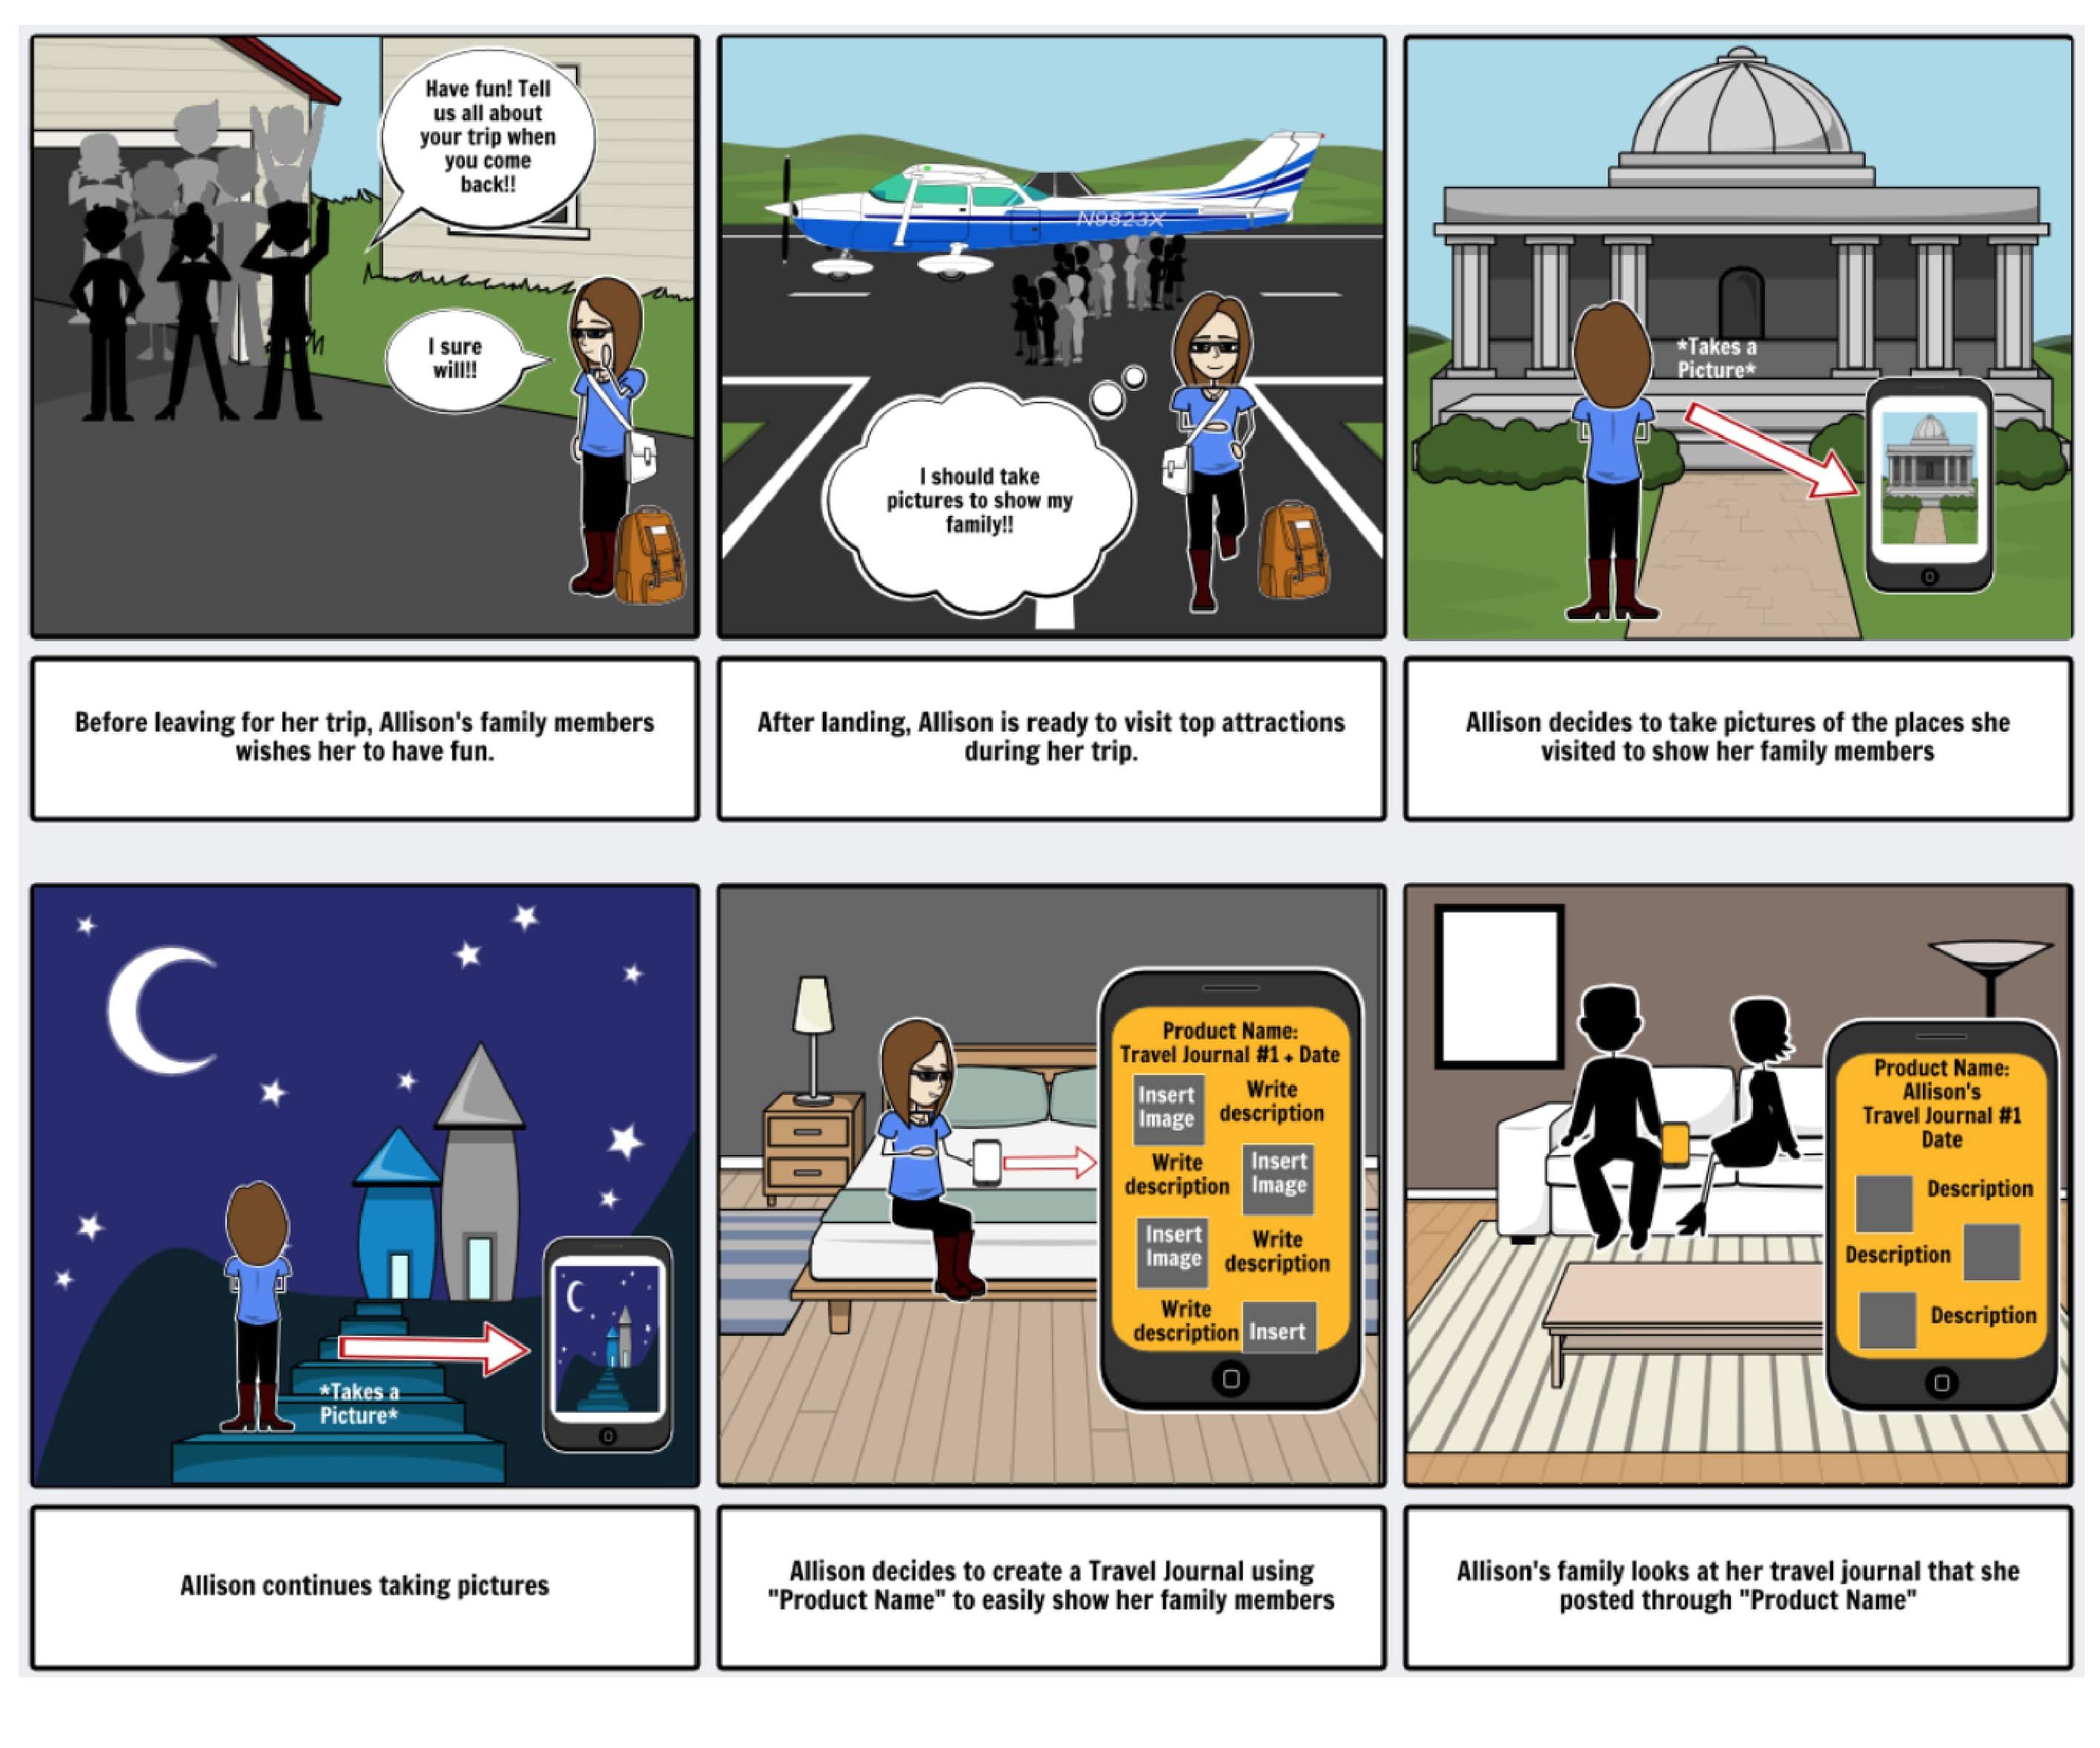 Have fun! Tell
us all about
your trip when
you come
back!!
I sure
will!!
N9823X
I should take
pictures to show my
family!!
*Takes a
Picture*
Before leaving for her trip, Allison's family members
wishes her to have fun.
After landing, Allison is ready to visit top attractions
during her trip.
Allison decides to take pictures of the places she
visited to show her family members
*Takes a
Picture*
Product Name:
Travel Journal #1 + Date
Insert
Image
Write
description
Write
description
Insert
Image
Insert
Image
Write
description
Write
description
Insert
Product Name:
Allison's
Travel Journal #1
Date
Description
Description
Description
Allison continues taking pictures
Allison decides to create a Travel Journal using
"Product Name" to easily show her family members
Allison's family looks at her travel journal that she
posted through "Product Name"